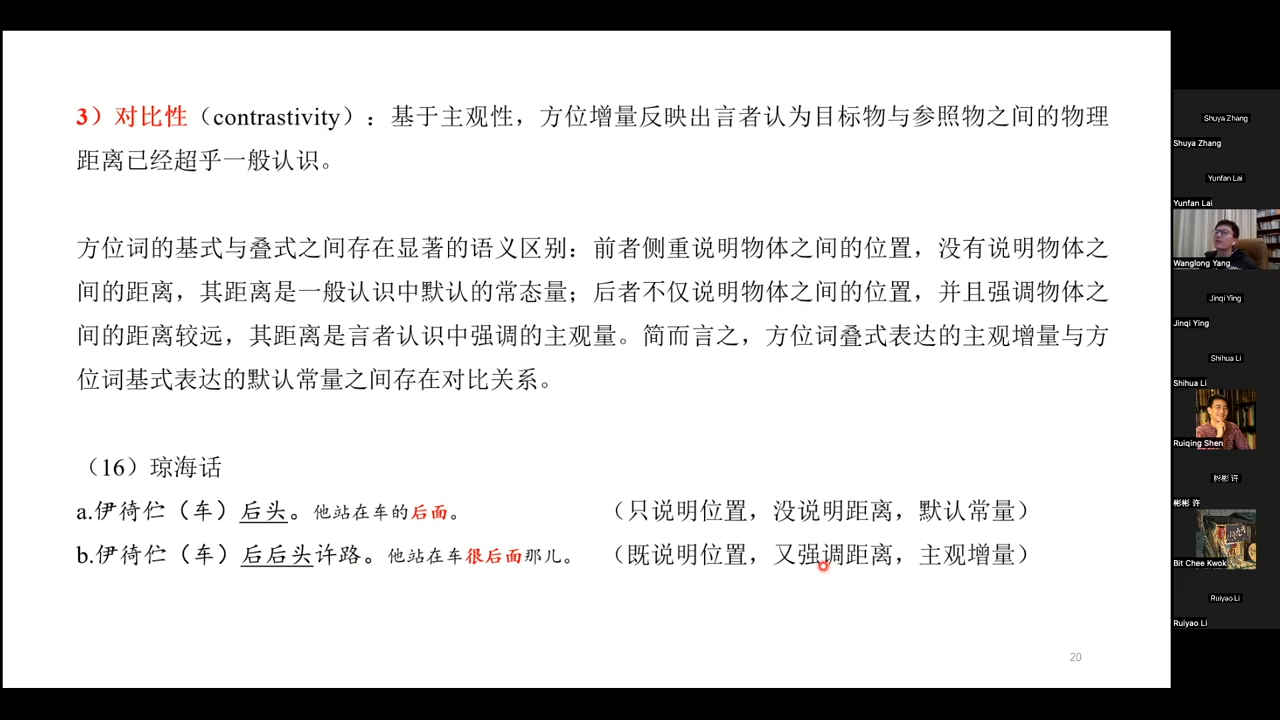 3）对比性（contrastivity）：基于主观性，方位增量反映出言者认为目标物与参照物之间的物理
距离已经超乎一般认识。
方位词的基式与叠式之间存在显著的语义区别：前者侧重说明物体之间的位置，没有说明物体之
间的距离，其距离是一般认识中默认的常态量；后者不仅说明物体之间的位置，并且强调物体之
间的距离较远，其距离是言者认识中强调的主观量。简而言之，方位词叠式表达的主观增量与方
位词基式表达的默认常量之间存在对比关系。
（16）琼海话
a.伊徛伫（车）后头。他站在车的后面。 （只说明位置，没说明距离，默认常量）
b.伊徛伫（车）后后头许路。他站在车很后面那儿。 （既说明位置，又强调距离，主观增量）
20
Shuya Zhang
Shuya Zhang
Yunfan Lai
Yunfan Lai
Wanglong Yang
Jinqi Ying
Jinqi Ying
Shihua Li
Shihua Li
Ruiqing Shen
彬彬 许
彬彬 许
Bit Chee Kwok
Ruiyao Li
Ruiyao Li